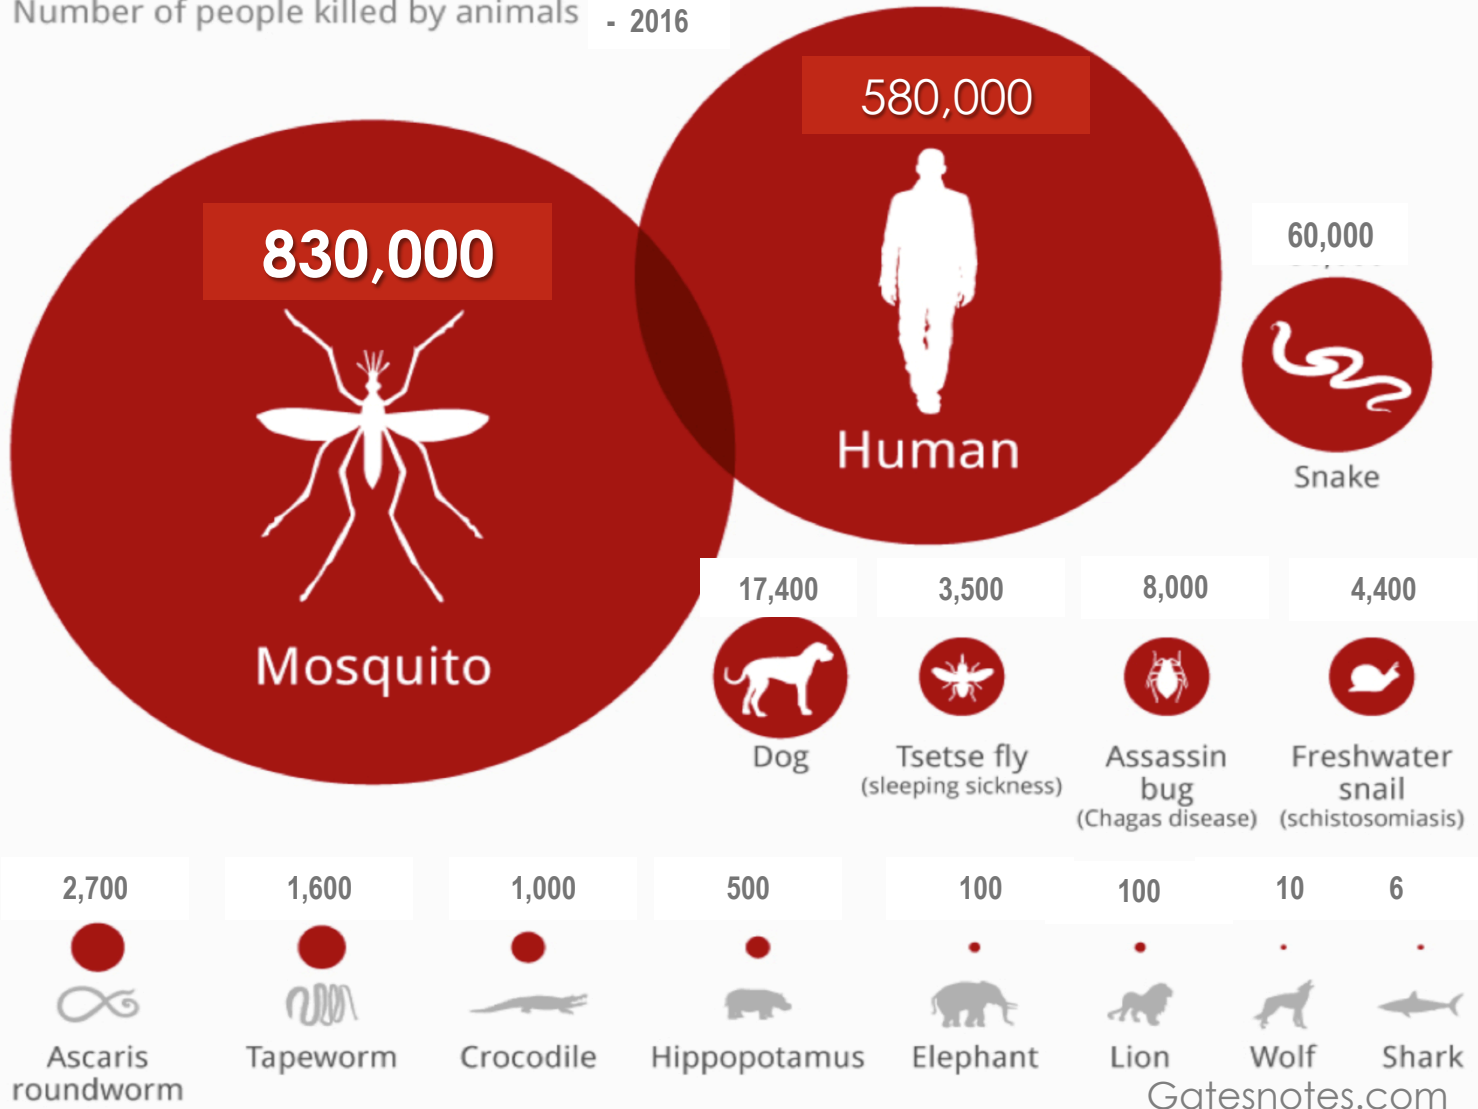 Number of people killed by animals - 2016
580,000
830,000
Human
Mosquito
60,000
Snake
17,400
Dog
3,500
Tsetse fly
(sleeping sickness)
8,000
Assassin
bug
(Chagas disease)
4,400
Freshwater
snail
(schistosomiasis)
2,700
Ascaris
roundworm
1,600
Tapeworm
1,000
Crocodile
500
Hippopotamus
100
Elephant
100
Lion
10
Wolf
6
Shark
Gatesnotes.com